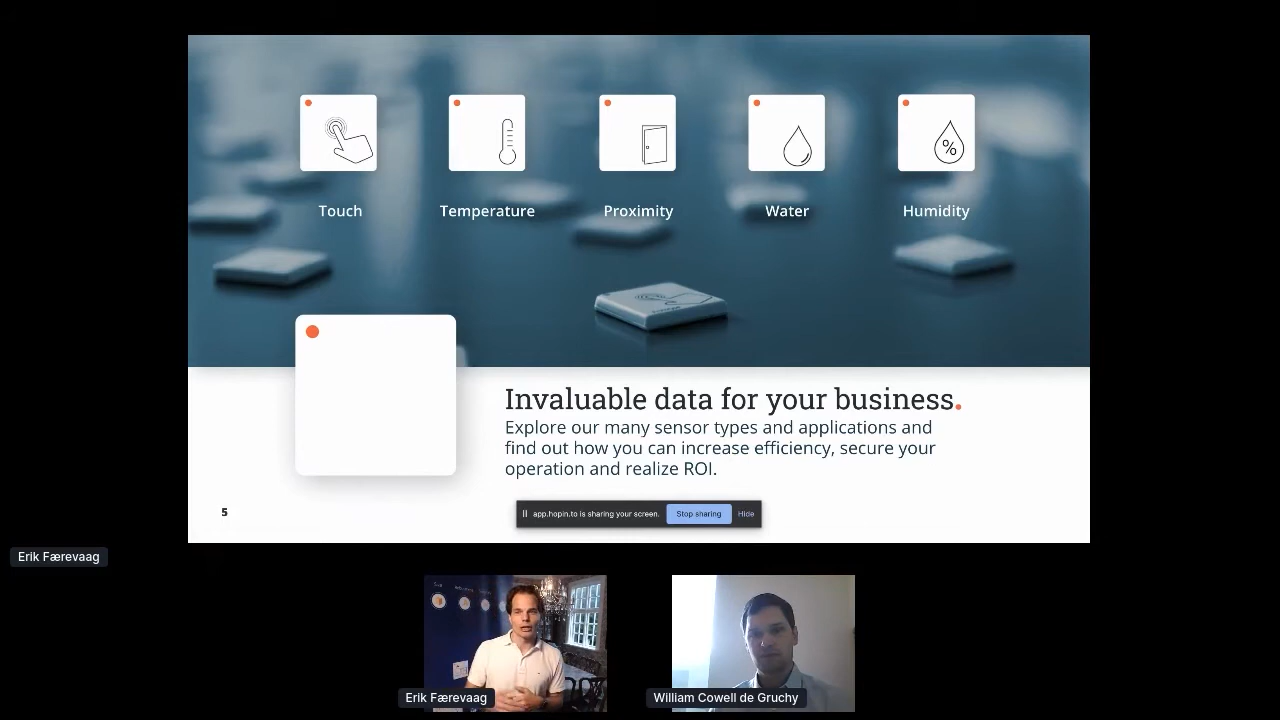 %
Touch
Temperature
Proximity
Water
Humidity
Invaluable data for your business.
Explore our many sensor types and applications and
find out how you can increase efficiency, secure your
operation and realize ROI.
5
app.hopin.to is sharing your screen.
Stop sharing
Hide
Erik Færevaag
Erik Færevaag
William Cowell de Gruchy